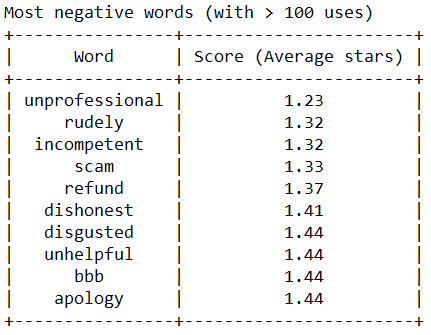 Most negative words (with > 100 uses)
+----------------+-----------------------+
|      Word      | Score (Average stars) |
+----------------+-----------------------+
| unprofessional |          1.23         |
|     rudely     |          1.32         |
|  incompetent   |          1.32         |
|      scam      |          1.33         |
|     refund     |          1.37         |
|   dishonest    |          1.41         |
|   disgusted    |          1.44         |
|   unhelpful    |          1.44         |
|      bbb       |          1.44         |
|    apology     |          1.44         |
+----------------+-----------------------+